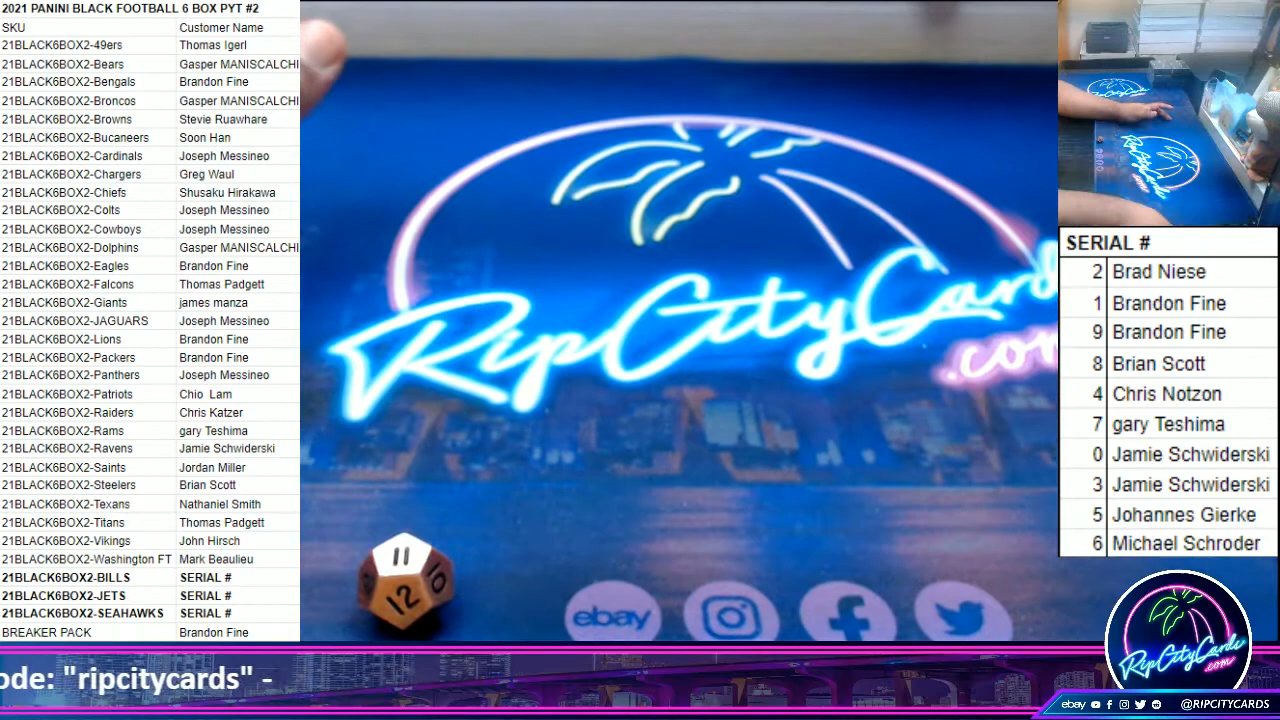 2021 PANINI BLACK FOOTBALL 6 BOX PYT #2
SKU Customer Name
21BLACK6BOX2-49ers Thomas Igerl
21BLACK6BOX2-Bears Gasper MANISCALCHI
21BLACK6BOX2-Bengals Brandon Fine
21BLACK6BOX2-Broncos Gasper MANISCALCHI
21BLACK6BOX2-Browns Stevie Ruawhare
21BLACK6BOX2-Bucaneers Soon Han
21BLACK6BOX2-Cardinals Joseph Messineo
21BLACK6BOX2-Chargers Greg Waul
21BLACK6BOX2-Chiefs Shusaku Hirakawa
21BLACK6BOX2-Colts Joseph Messineo
21BLACK6BOX2-Cowboys Joseph Messineo
21BLACK6BOX2-Dolphins Gasper MANISCALCHI
21BLACK6BOX2-Eagles Brandon Fine
21BLACK6BOX2-Falcons Thomas Padgett
21BLACK6BOX2-Giants james manza
21BLACK6BOX2-JAGUARS Joseph Messineo
21BLACK6BOX2-Lions Brandon Fine
21BLACK6BOX2-Packers Brandon Fine
21BLACK6BOX2-Panthers Joseph Messineo
21BLACK6BOX2-Patriots Chio Lam
21BLACK6BOX2-Raiders Chris Katzer
21BLACK6BOX2-Rams gary Teshima
21BLACK6BOX2-Ravens Jamie Schwiderski
21BLACK6BOX2-Saints Jordan Miller
21BLACK6BOX2-Steelers Brian Scott
21BLACK6BOX2-Texans Nathaniel Smith
21BLACK6BOX2-Titans Thomas Padgett
21BLACK6BOX2-Vikings John Hirsch
21BLACK6BOX2-Washington FT Mark Beaulieu
21BLACK6BOX2-BILLS SERIAL #
21BLACK6BOX2-JETS SERIAL #
21BLACK6BOX2-SEAHAWKS SERIAL #
BREAKER PACK Brandon Fine
RipCityCard
.com
11
12
10
ebay
RipCityCards
SERIAL #
2 Brad Niese
1 Brandon Fine
9 Brandon Fine
8 Brian Scott
4 Chris Notzon
7 gary Teshima
0 Jamie Schwiderski
3 Jamie Schwiderski
5 Johannes Gierke
6 Michael Schroder
RipCityCards
.com
ode: "ripcitycards" -
ebay @RIPCITYCARDS